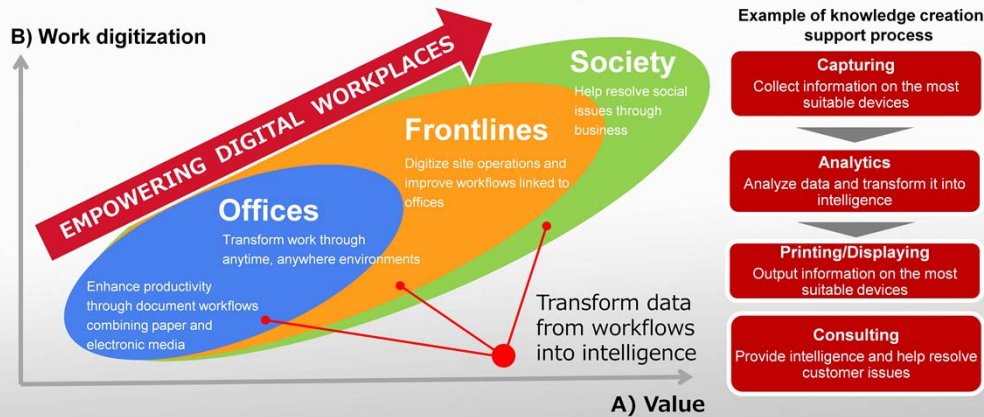 B) Work digitization
EMPOWERING DIGITAL WORKPLACES
Society
Help resolve social
issues through
business
Frontlines
Digitize site operations and
improve workflows linked to
offices
Offices
Transform work through
anytime, anywhere environments
Enhance productivity
through document workflows
combining paper and
electronic media
Transform data
from workflows
into intelligence
A) Value
Example of knowledge creation
support process
Capturing
Collect information on the most
suitable devices
Analytics
Analyze data and transform it into
intelligence
Printing/Displaying
Output information on the most
suitable devices
Consulting
Provide intelligence and help resolve
customer issues